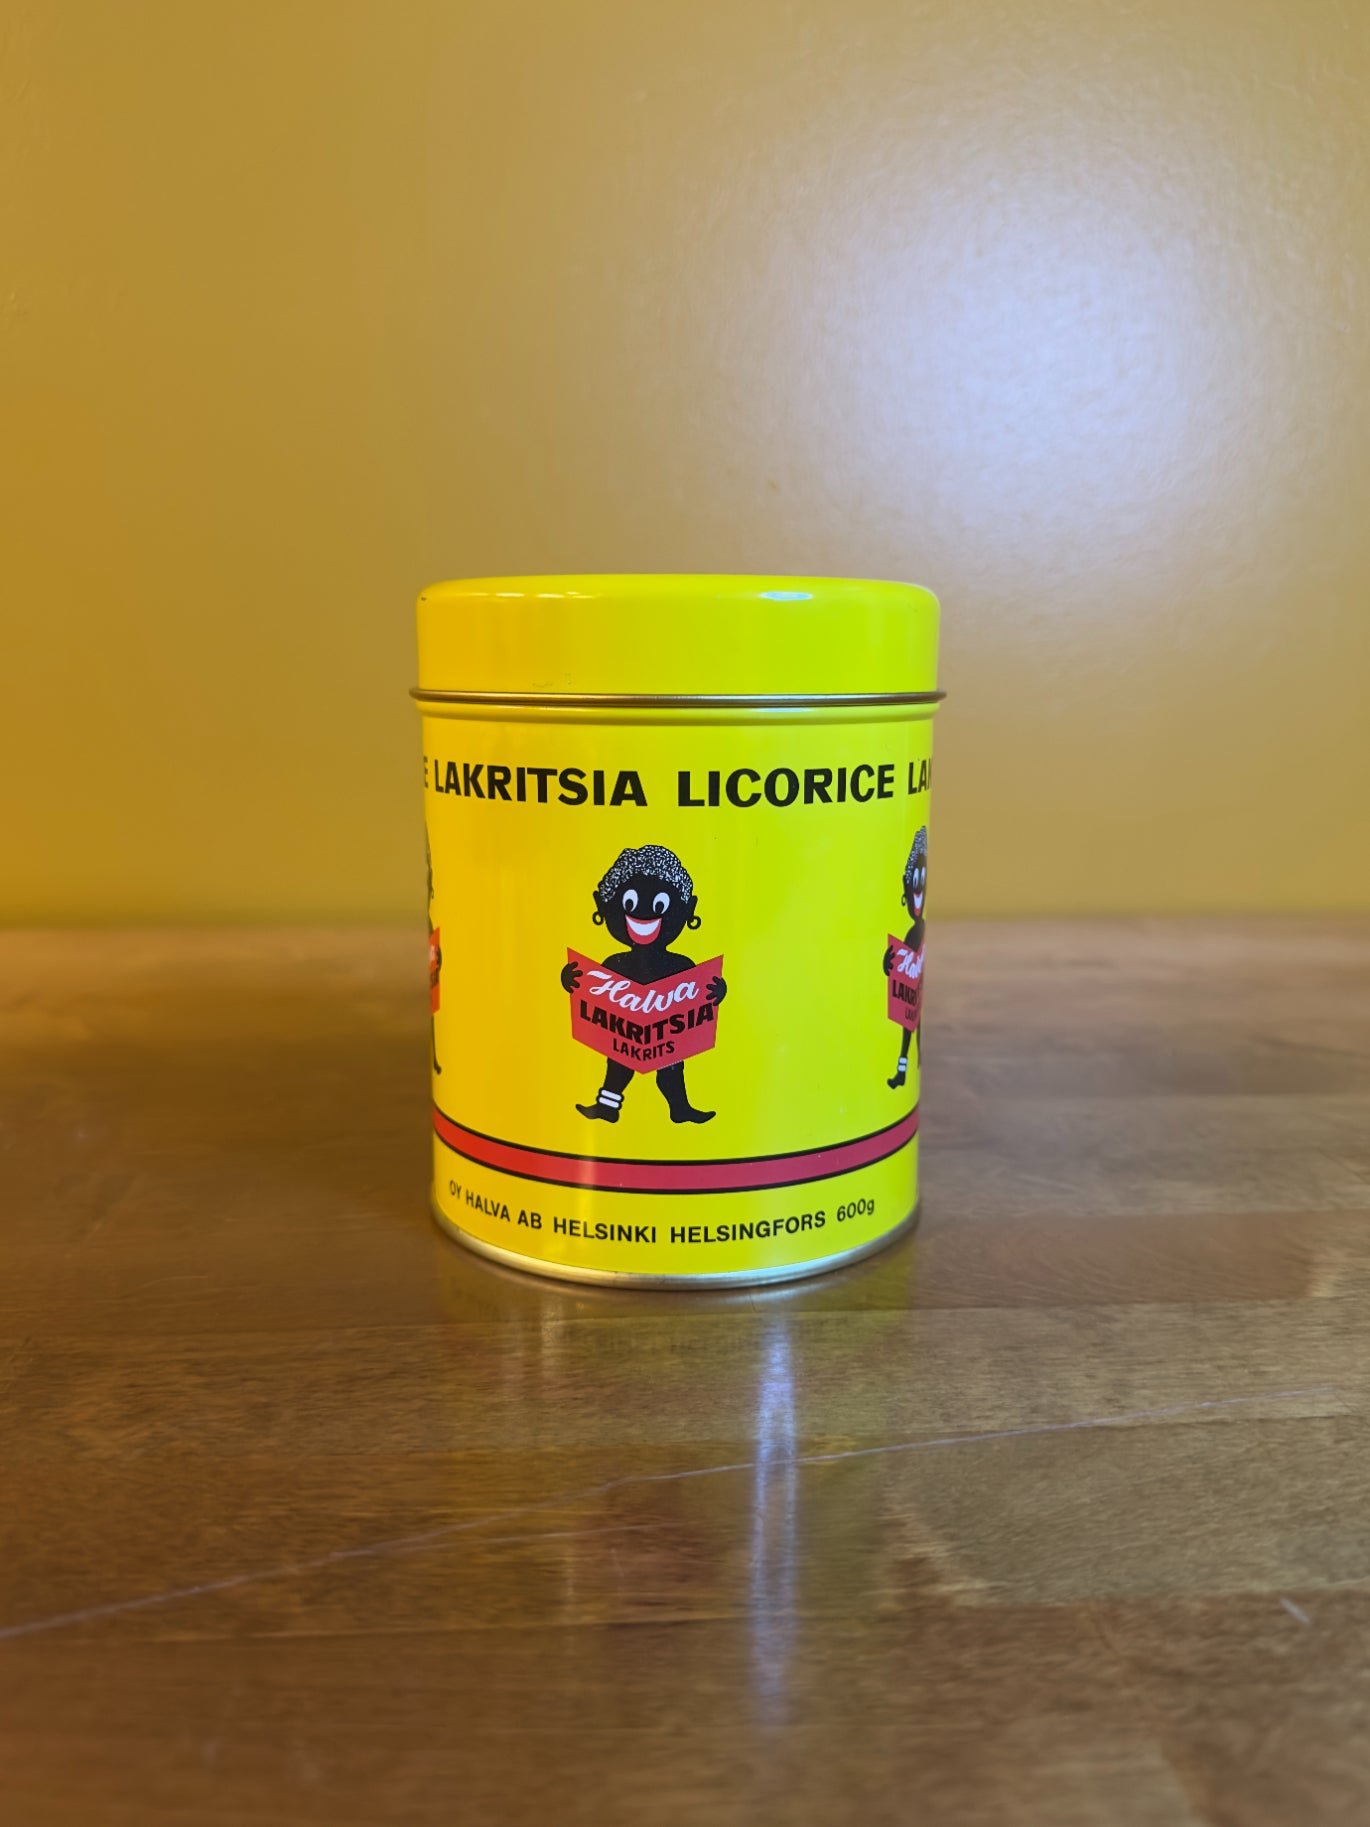 LAKRITSIA LICORICE
Halva
LAKRITSIA
LAKRITS
OY HALVA AB HELSINKI HELSINGFORS 600g